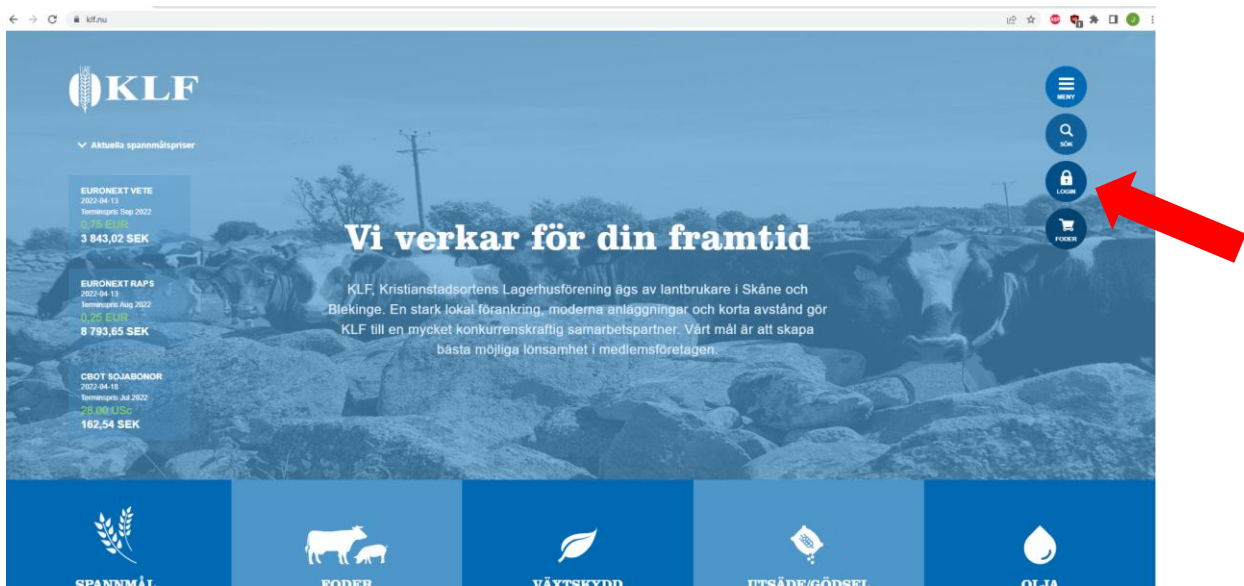 klf.nu
KLF
MENY
Aktuella spannmålspriser
SÖK
EURONEXT VETE
2022-04-13
Terminspris Sep 2022
0,75 EUR
3 843,02 SEK
LOGIN
FODER
Vi verkar för din framtid
EURONEXT RAPS
2022-04-13
Terminspris Aug 2022
0,25 EUR
8 793,65 SEK
KLF, Kristianstadsortens Lagerhusförening ägs av lantbrukare i Skåne och
Blekinge. En stark lokal förankring, moderna anläggningar och korta avstånd gör
KLF till en mycket konkurrenskraftig samarbetspartner. Vårt mål är att skapa
bästa möjliga lönsamhet i medlemsföretagen.
CBOT SOJABONOR
2022-04-18
Terminspris Jul 2022
28,00 USc
162,54 SEK
SPANNMÅL
FODER
VÄXTSKYDD
UTSÄDE/GÖDSEL
OLJA